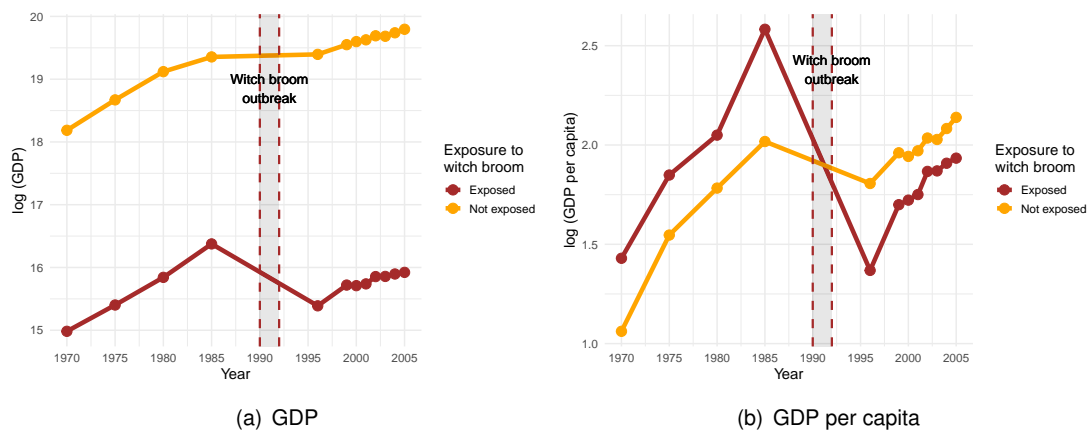 20
19
18
17
16
15
log (GDP)
Witch broom
outbreak
1970 1975 1980 1985 1990 1995 2000 2005
Year
Exposure to
witch broom
Exposed
Not exposed
(a) GDP
2.5
2.0
1.5
1.0
log (GDP per capita)
Witch broom
outbreak
1970 1975 1980 1985 1990 1995 2000 2005
Year
Exposure to
witch broom
Exposed
Not exposed
(b) GDP per capita